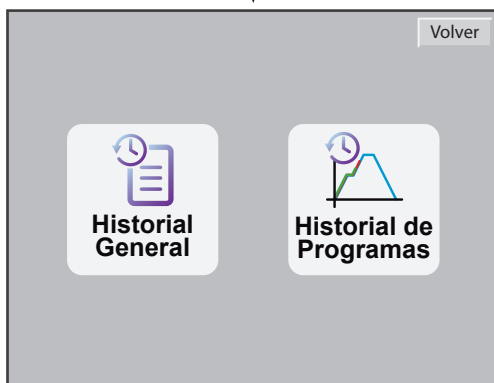 Volver
Historial
General
Historial de
Programas